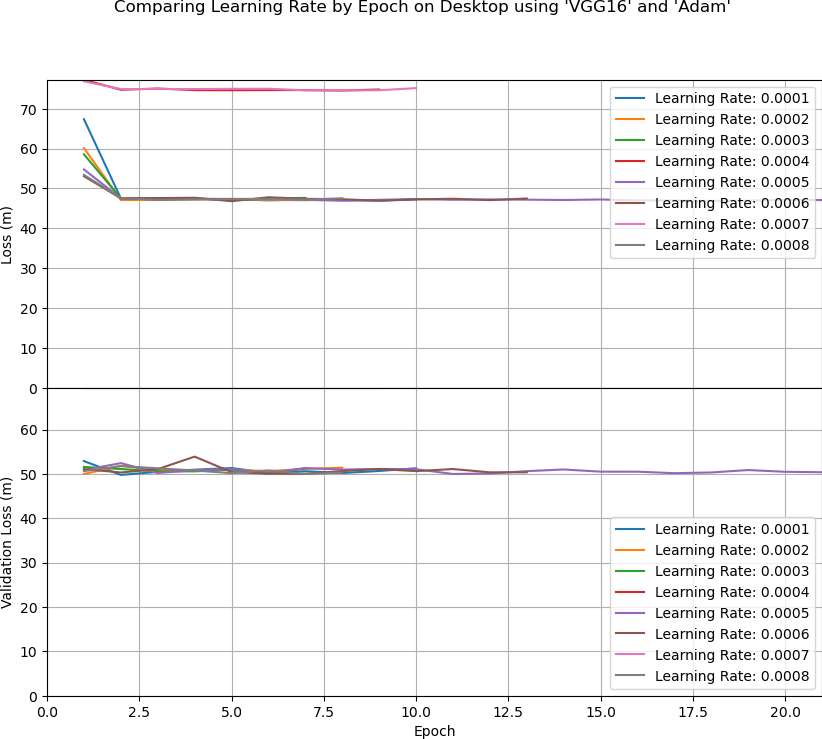 Comparing Learning Rate by Epoch on Desktop using 'VGG16' and 'Adam'
Loss (m)
70
60
50
40
30
20
10
0
Learning Rate: 0.0001
Learning Rate: 0.0002
Learning Rate: 0.0003
Learning Rate: 0.0004
Learning Rate: 0.0005
Learning Rate: 0.0006
Learning Rate: 0.0007
Learning Rate: 0.0008
Validation Loss (m)
60
50
40
30
20
10
0
Learning Rate: 0.0001
Learning Rate: 0.0002
Learning Rate: 0.0003
Learning Rate: 0.0004
Learning Rate: 0.0005
Learning Rate: 0.0006
Learning Rate: 0.0007
Learning Rate: 0.0008
0.0 2.5 5.0 7.5 10.0 12.5 15.0 17.5 20.0
Epoch